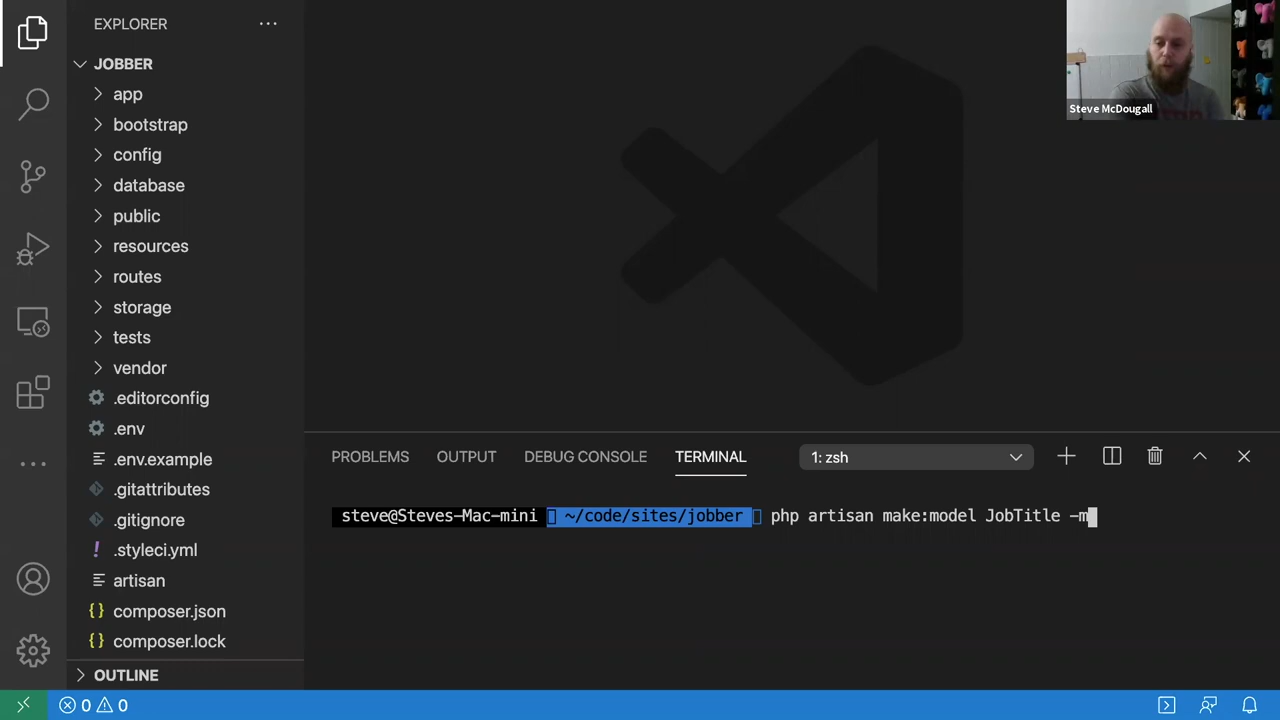 EXPLORER
JOBBER
app
bootstrap
config
database
public
resources
routes
storage
tests
vendor
.editorconfig
.env
.env.example
.gitattributes
.gitignore
.styleci.yml
artisan
composer.json
composer.lock
OUTLINE
Steve McDougall
PROBLEMS OUTPUT DEBUG CONSOLE TERMINAL 1: zsh
steve@Steves-Mac-mini ~/code/sites/jobber php artisan make:model JobTitle -m
0 0